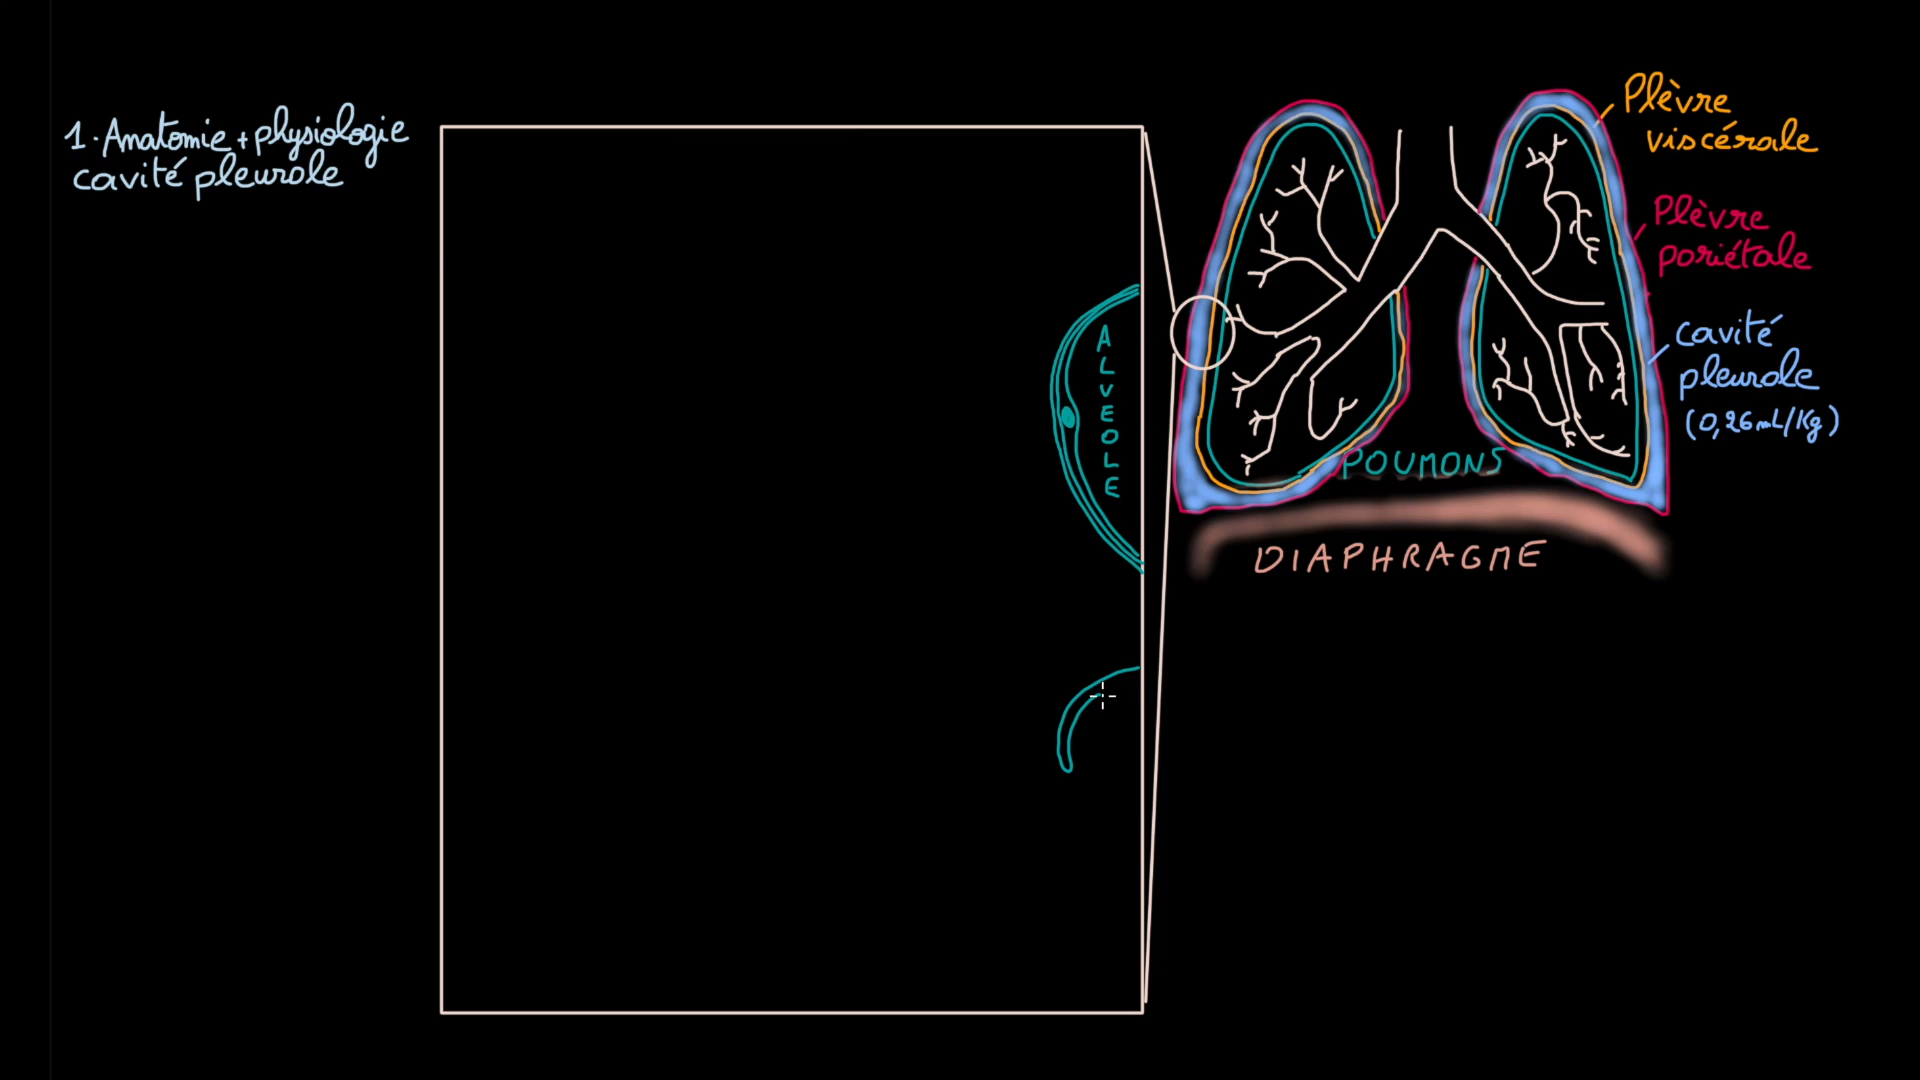 1. Anatomie + physiologie
cavité pleurale
ALVEOLE
Plèvre
viscérale
Plèvre
pariétale
cavité
pleurale
(0,26mL/Kg)
POUMONS
DIAPHRAGME